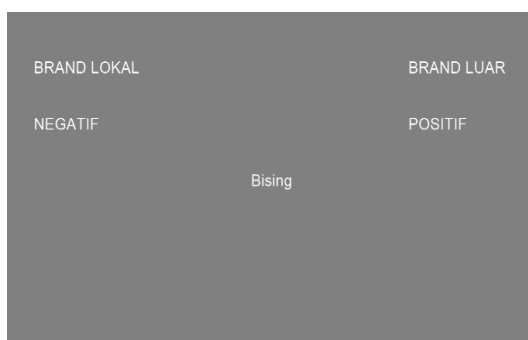 BRAND LOKAL BRAND LUAR
NEGATIF POSITIF
Bising